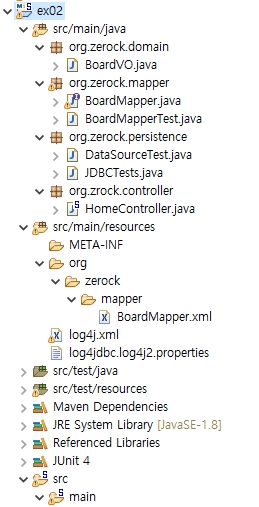 ex02
src/main/java
org.zerock.domain
BoardVO.java
org.zerock.mapper
BoardMapper.java
BoardMapperTest.java
org.zerock.persistence
DataSourceTest.java
JDBCTests.java
org.zrock.controller
HomeController.java
src/main/resources
META-INF
org
zerock
mapper
BoardMapper.xml
log4j.xml
log4jdbc.log4j2.properties
src/test/java
src/test/resources
Maven Dependencies
JRE System Library [JavaSE-1.8]
Referenced Libraries
JUnit 4
src
main